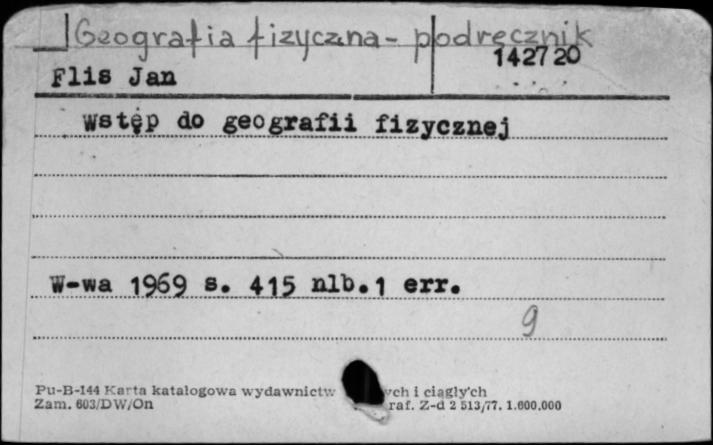 Geografia fizyczna - podręcznik
142720
Flis Jan
Wstęp do geografii fizycznej
W-wa 1969 s. 415 nlb.1 err.
9
Pu-B-144 Karta katalogowa wydawnictw ych i ciągłych
Zam. 603/DW/On raf. Z-d 2 513/77. 1.600.000